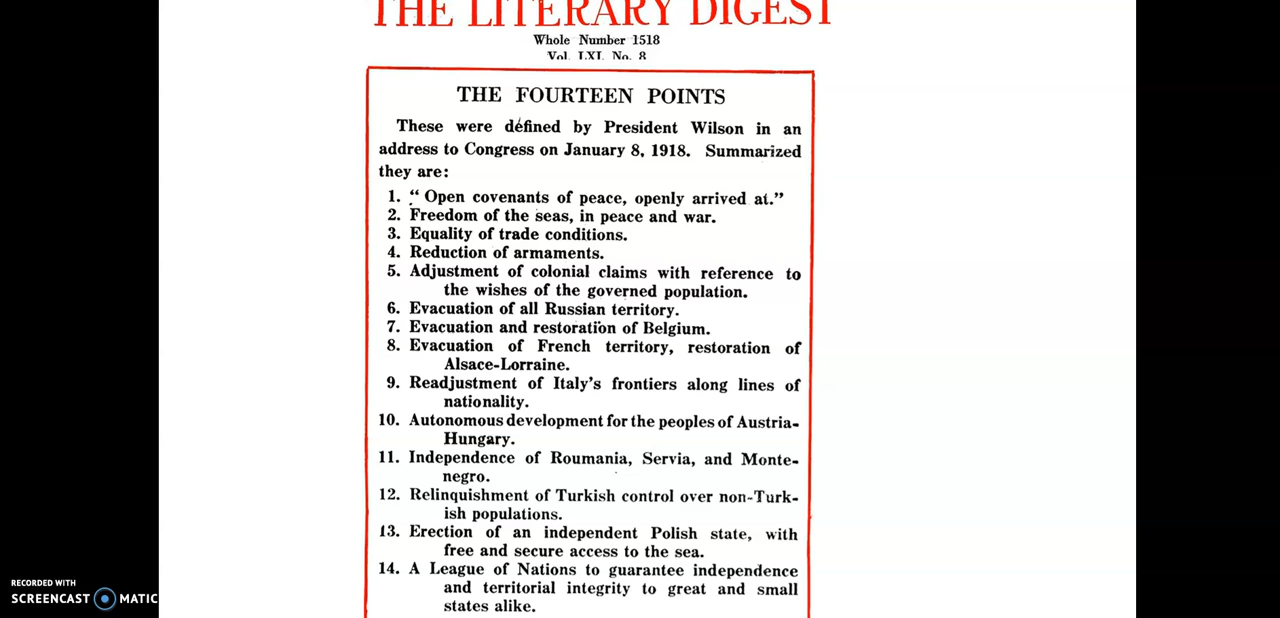 THE LITERARY DIGEST
Whole Number 1518
Vol. LXI. No. 8
THE FOURTEEN POINTS
These were défined by President Wilson in an
address to Congress on January 8, 1918. Summarized
they are:
1. “ Open covenants of peace, openly arrived at.”
2. Freedom of the seas, in peace and war.
3. Equality of trade conditions.
4. Reduction of armaments.
5. Adjustment of colonial claims with reference to
the wishes of the governed population.
6. Evacuation of all Russian territory.
7. Evacuation and restoration of Belgium.
8. Evacuation of French territory, restoration of
Alsace-Lorraine.
9. Readjustment of Italy’s frontiers along lines of
nationality.
10. Autonomous development for the peoples of Austria-
Hungary.
11. Independence of Roumania, Servia, and Monte-
negro.
12. Relinquishment of Turkish control over non-Turk-
ish populations.
13. Erection of an independent Polish state, with
free and secure access to the sea.
14. A League of Nations to guarantee independence
and territorial integrity to great and small
states alike.
RECORDED WITH
SCREENCAST MATIC